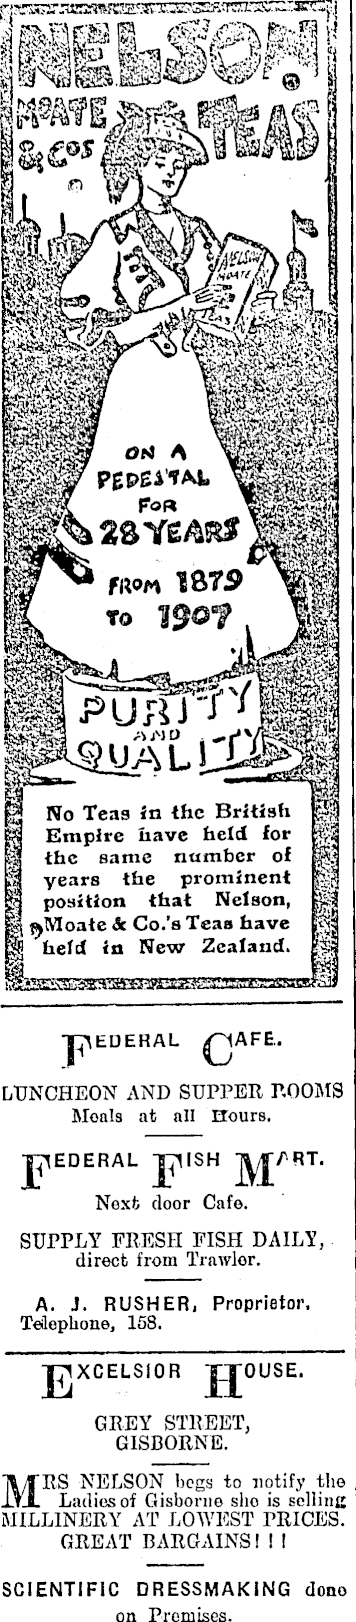 NELSON
MOATE TEAS
& Co's
NELSON
MOATE
ON A
PEDESTAL
FOR
28 YEARS
FROM 1879
TO 1907
PURITY
AND
QUALITY
No Teas in the British
Empire have held for
the same number of
years the prominent
position that Nelson,
Moate & Co.'s Teas have
held in New Zealand.
FEDERAL CAFE.
LUNCHEON AND SUPPER ROOMS
Meals at all Hours.
FEDERAL FISH MART.
Next door Cafe.
SUPPLY FRESH FISH DAILY,
direct from Trawler.
A. J. RUSHER, Proprietor.
Telephone, 158.
EXCELSIOR HOUSE.
GREY STREET,
GISBORNE.
MRS NELSON begs to notify the
Ladies of Gisborne she is selling
MILLINERY AT LOWEST PRICES.
GREAT BARGAINS!!!
SCIENTIFIC DRESSMAKING done
on Premises.